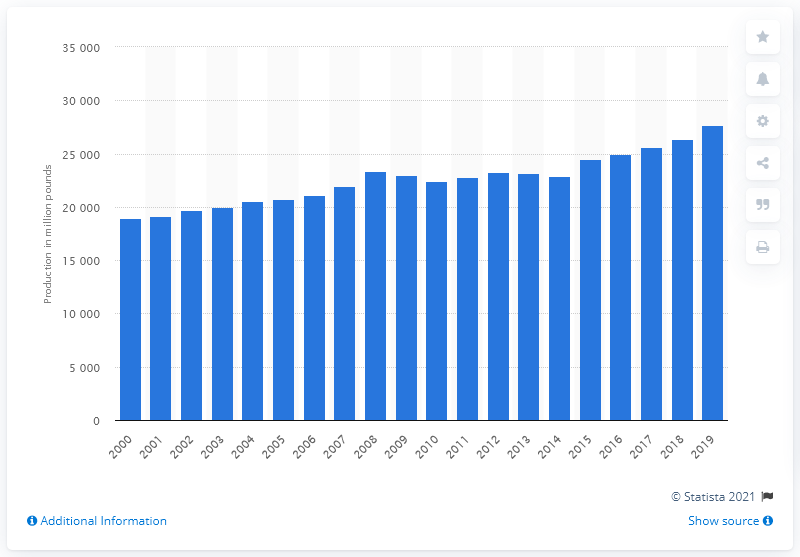 35 000
30 000
25 000
20 000
15 000
10 000
5 000
0
Production in million pounds
2000 2001 2002 2003 2004 2005 2006 2007 2008 2009 2010 2011 2012 2013 2014 2015 2016 2017 2018 2019
© Statista 2021
Additional Information
Show source